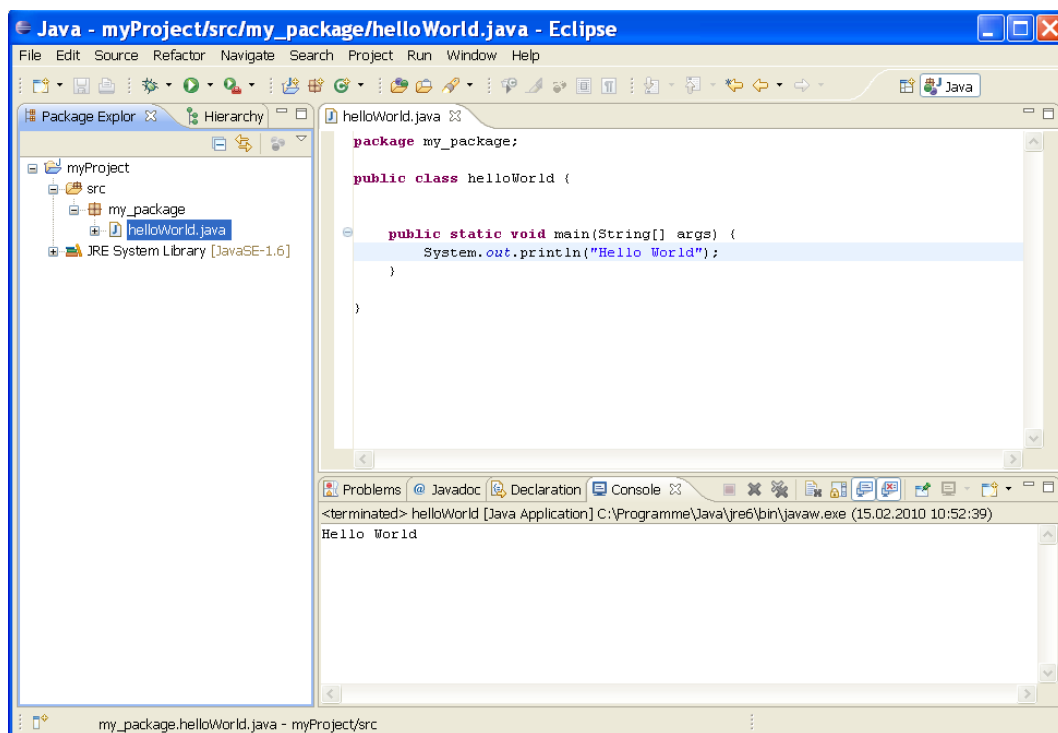 Java - myProject/src/my_package/helloWorld.java - Eclipse
File Edit Source Refactor Navigate Search Project Run Window Help
Java
Package Explor
Hierarchy
myProject
src
my_package
helloWorld.java
JRE System Library [JavaSE-1.6]
helloWorld.java
package my_package;
public class helloWorld {
public static void main(String[] args) {
System.out.println("Hello World");
}
}
Problems @ Javadoc Declaration Console
<terminated> helloWorld [Java Application] C:\Programme\Java\jre6\bin\javaw.exe (15.02.2010 10:52:39)
Hello World
my_package.helloWorld.java - myProject/src